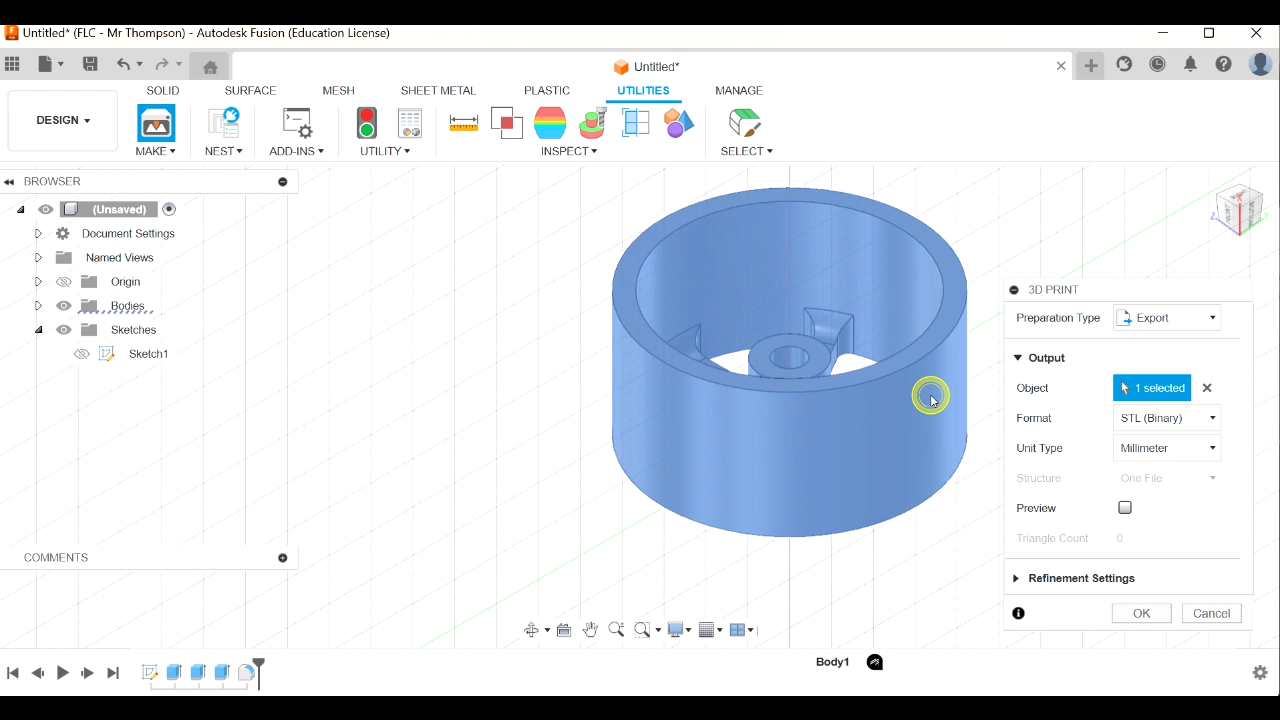 Untitled* (FLC - Mr Thompson) - Autodesk Fusion (Education License)
Untitled*
SOLID SURFACE MESH SHEET METAL PLASTIC UTILITIES MANAGE
DESIGN
MAKE NEST ADD-INS UTILITY INSPECT SELECT
BROWSER
(Unsaved)
Document Settings
Named Views
Origin
Bodies
Sketches
Sketch1
3D PRINT
Preparation Type Export
Output
Object 1 selected
Format STL (Binary)
Unit Type Millimeter
Structure One File
Preview
Triangle Count 0
Refinement Settings
OK Cancel
COMMENTS
Body1